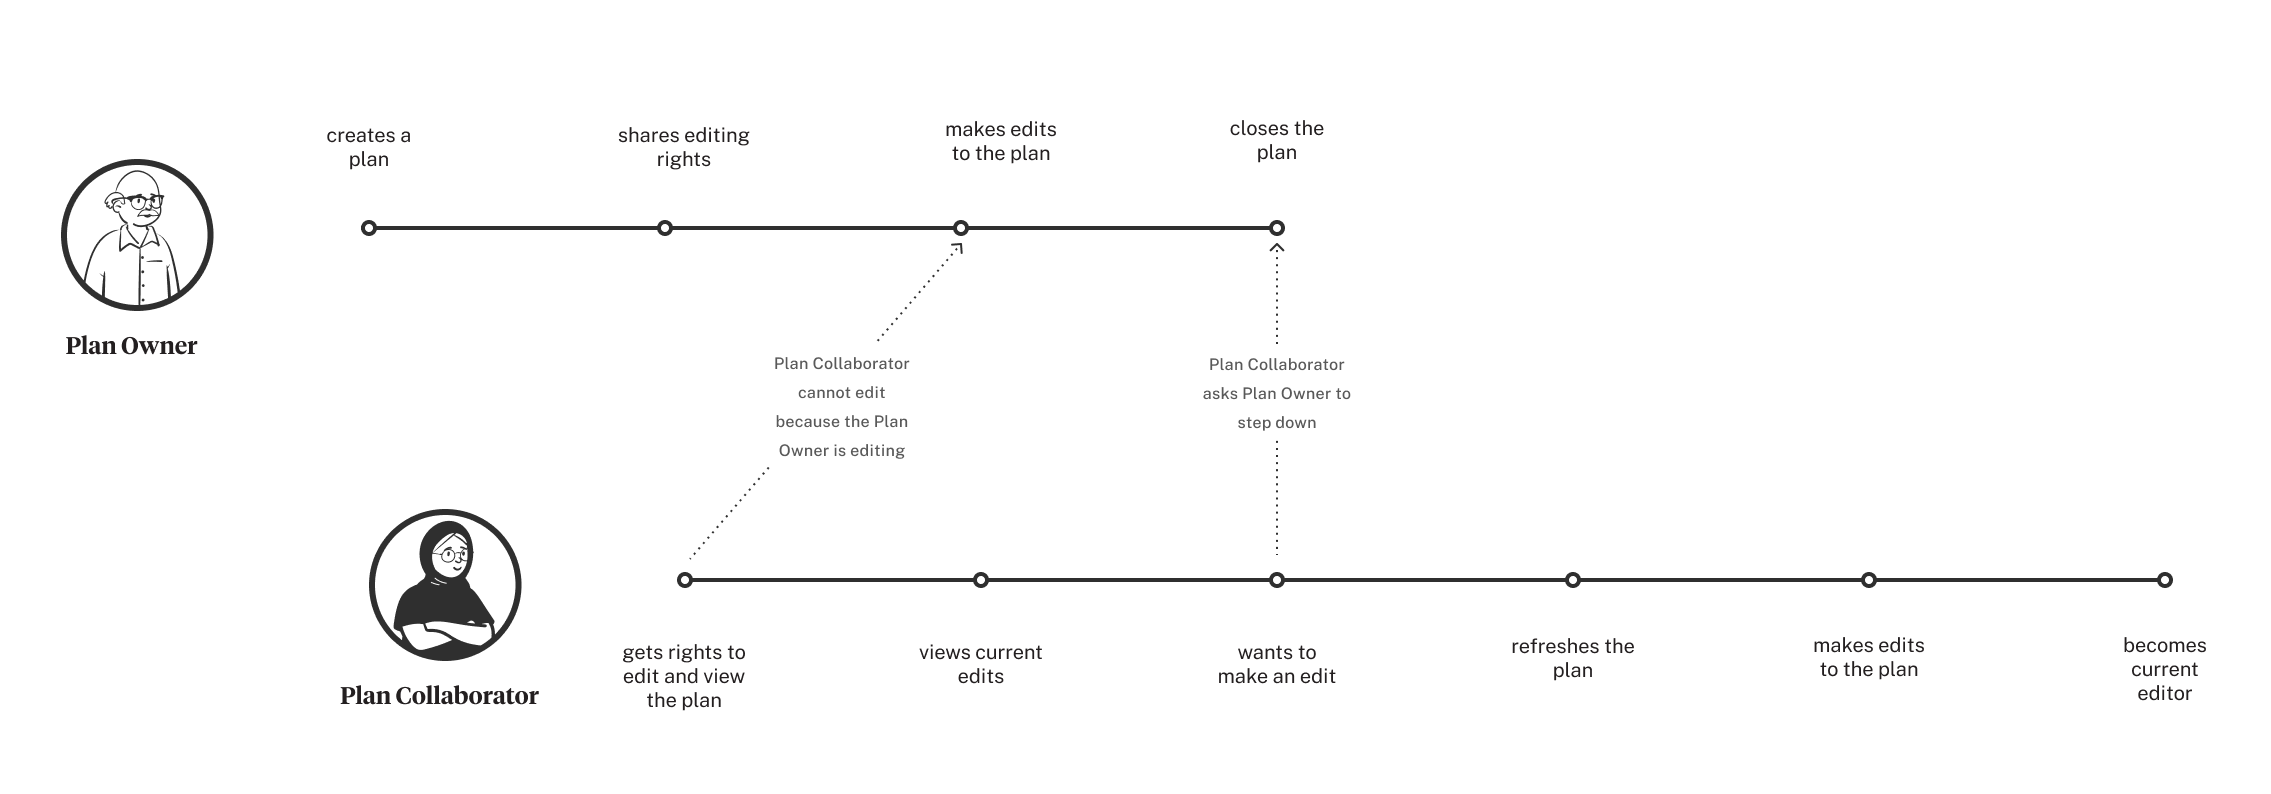 creates a
plan
shares editing
rights
makes edits
to the plan
closes the
plan
Plan Owner
Plan Collaborator
cannot edit
because the Plan
Owner is editing
Plan Collaborator
asks Plan Owner to
step down
Plan Collaborator
gets rights to
edit and view
the plan
views current
edits
wants to
make an edit
refreshes the
plan
makes edits
to the plan
becomes
current
editor